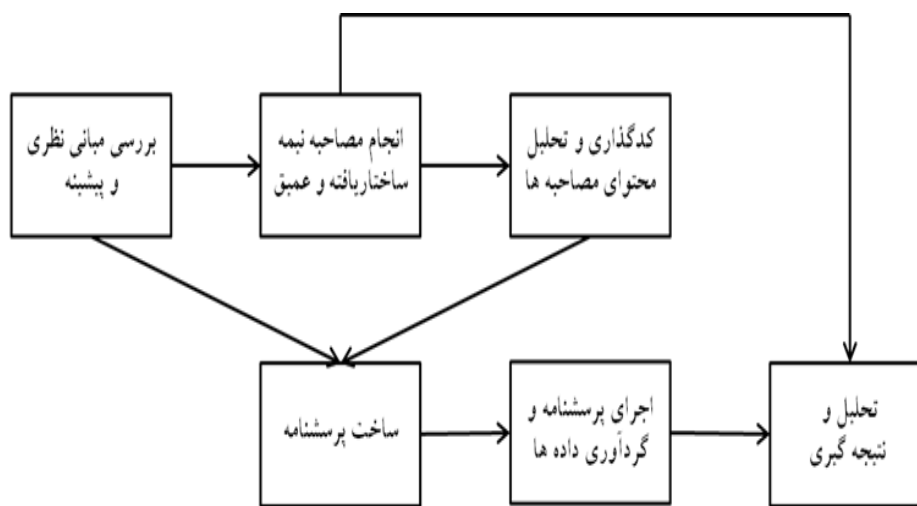 بررسی مبانی نظری
و پیشینه
انجام مصاحبه نیمه
ساختاریافته و عمیق
کدگذاری و تحلیل
محتوای مصاحبه ها
ساخت پرسشنامه
اجرای پرسشنامه و
گردآوری داده ها
تحلیل و
نتیجه گیری